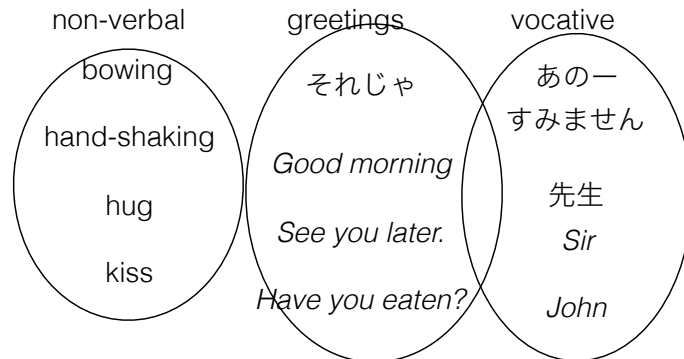 non-verbal
greetings
vocative
bowing
hand-shaking
hug
kiss
それじゃ
Good morning
See you later.
Have you eaten?
あのー
すみません
先生
Sir
John